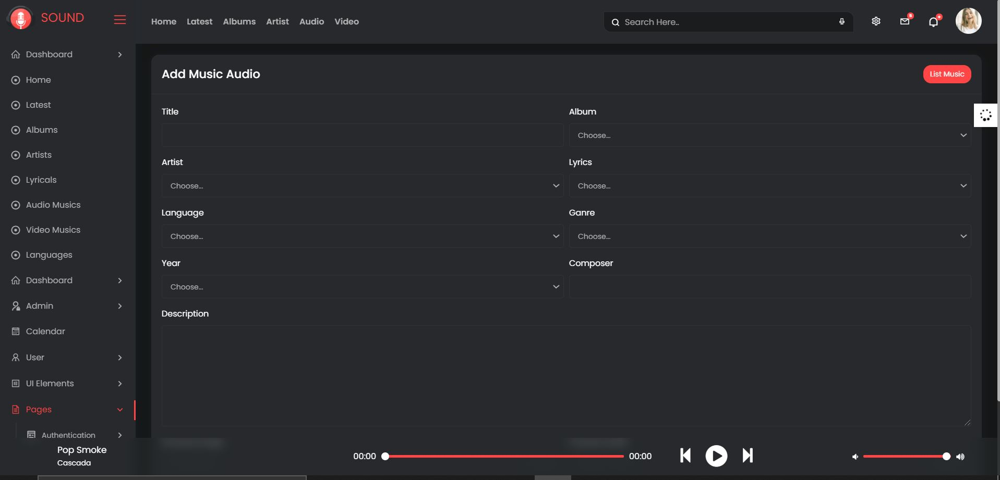 SOUND
Home Latest Albums Artist Audio Video
Search Here..
Dashboard
Home
Latest
Albums
Artists
Lyricals
Audio Musics
Video Musics
Languages
Dashboard
Admin
Calendar
User
UI Elements
Pages
Authentication
Add Music Audio
List Music
Title
Album
Choose...
Artist
Lyrics
Choose...
Choose...
Language
Ganre
Choose...
Choose...
Year
Composer
Choose...
Description
Pop Smoke
Cascada
00:00
00:00